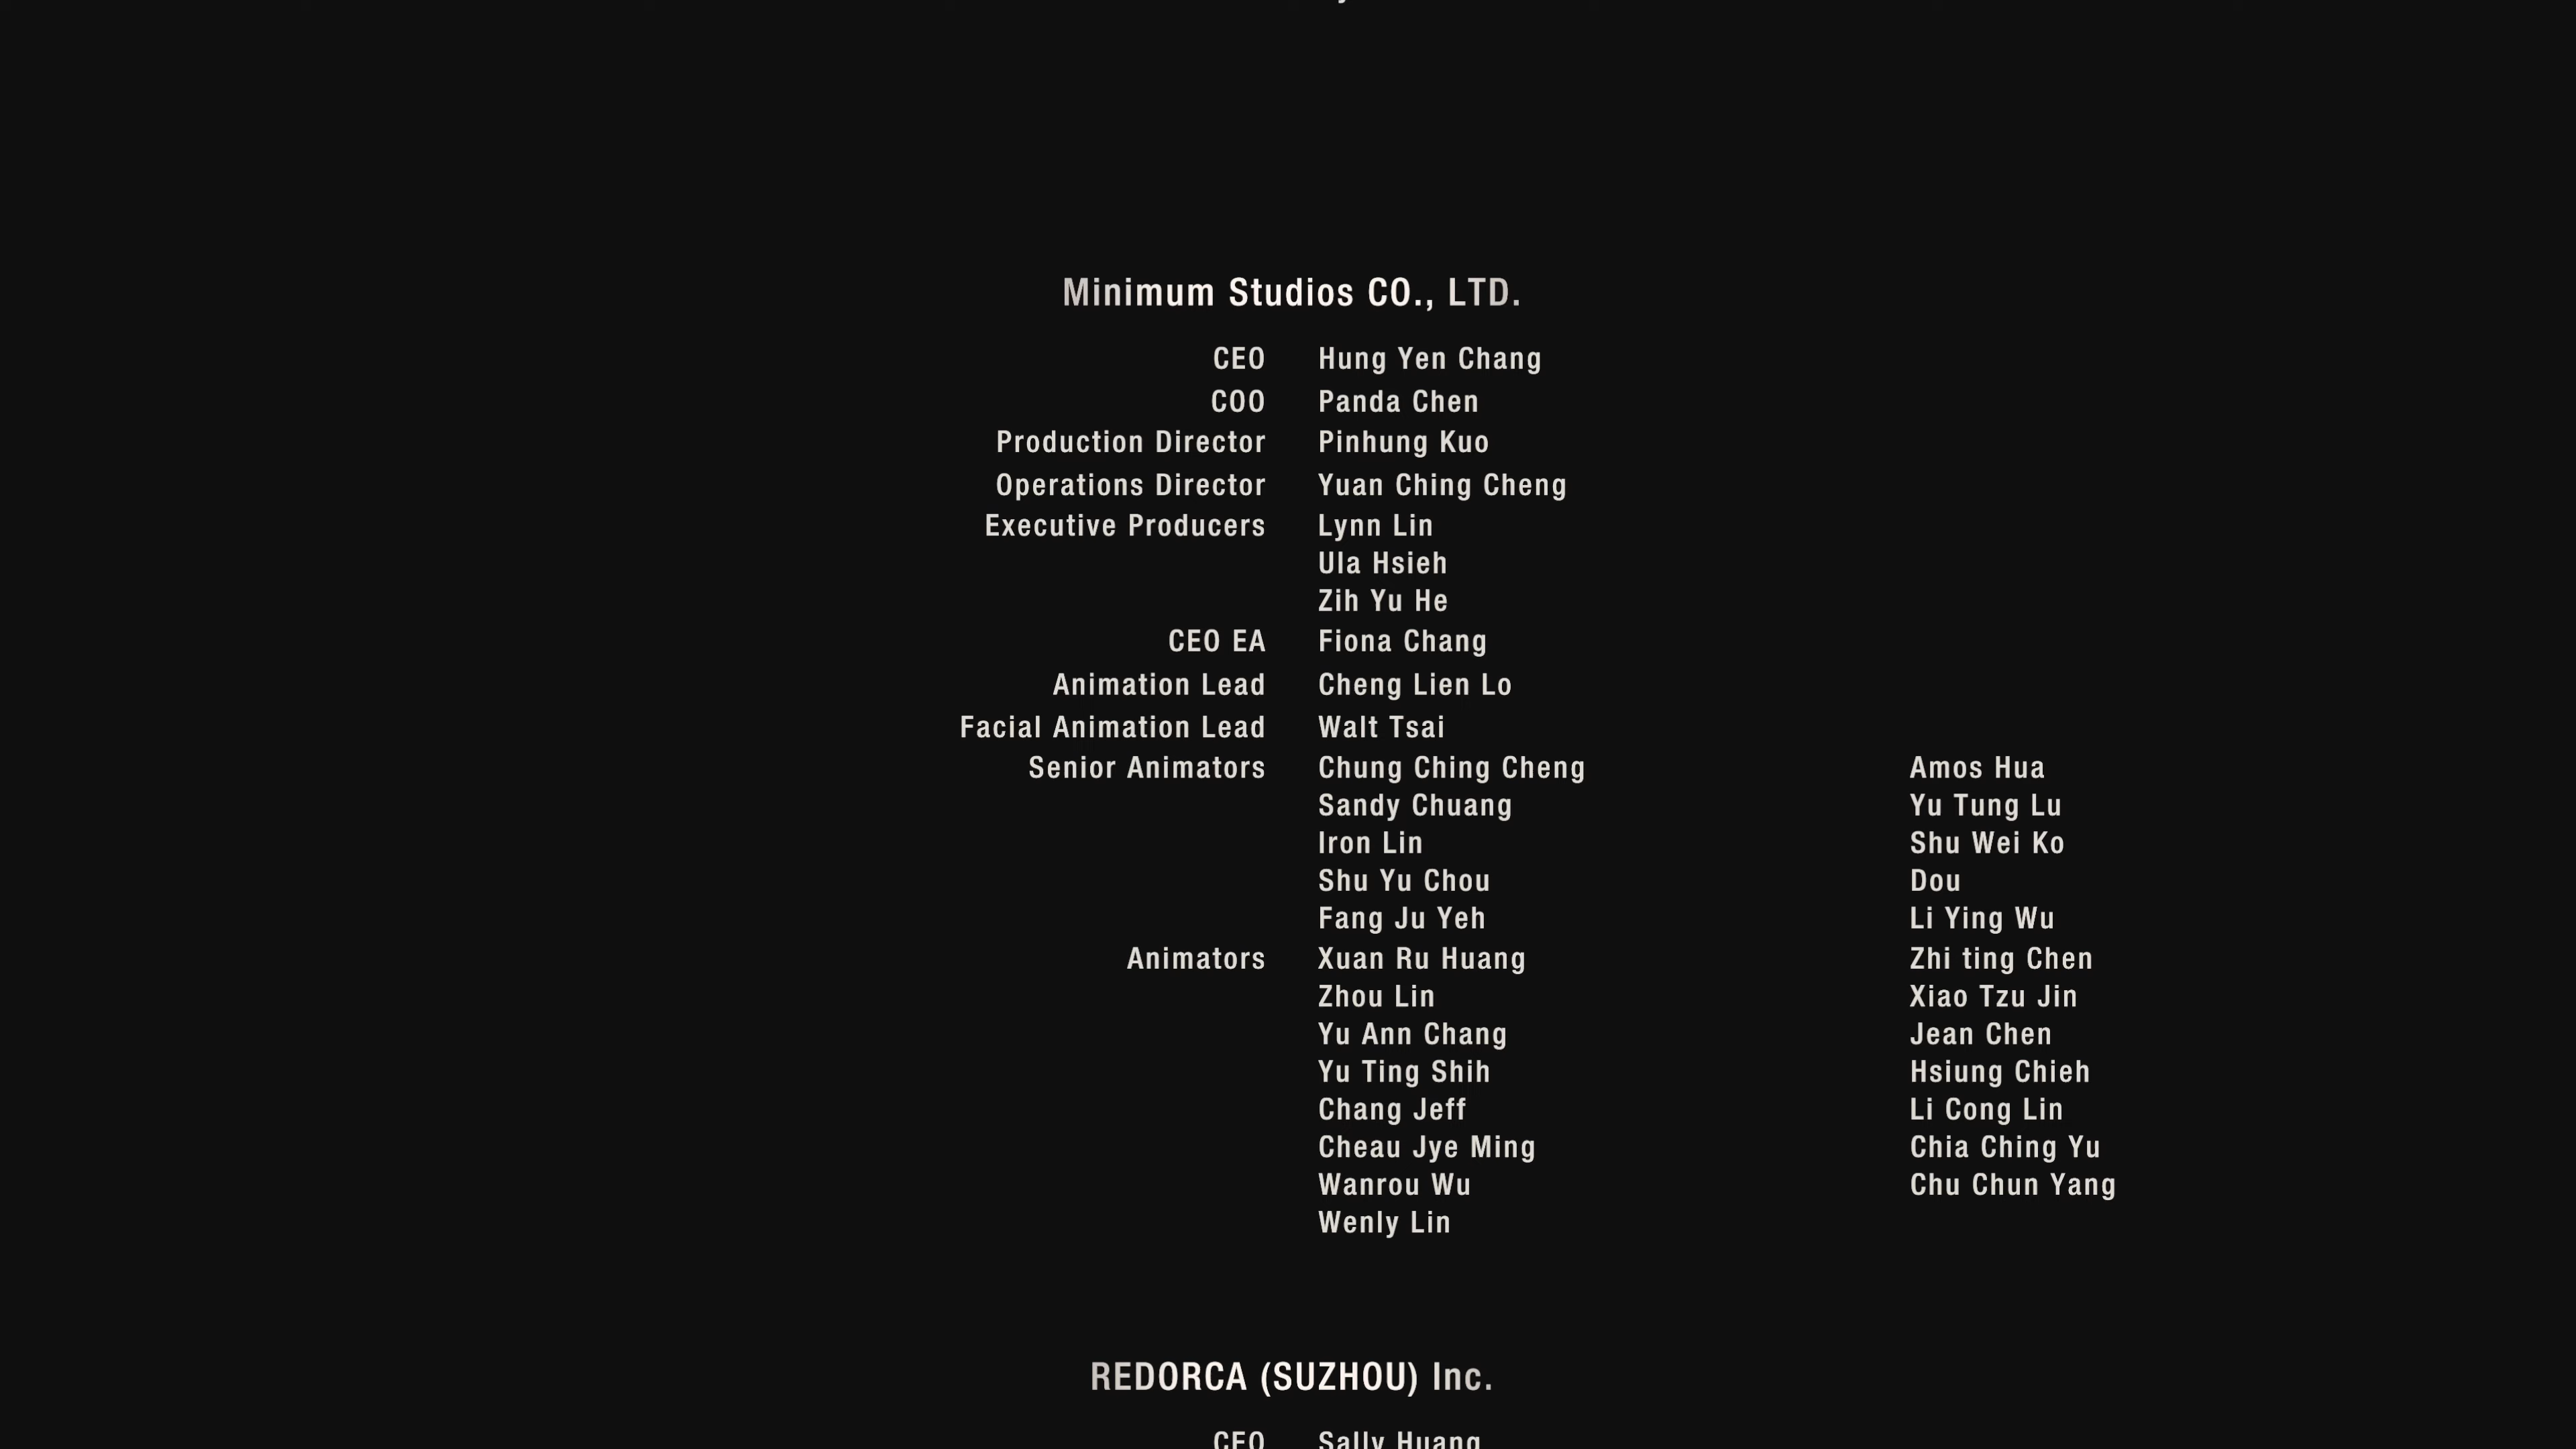 Minimum Studios CO., LTD.
CEO Hung Yen Chang
COO Panda Chen
Production Director Pinhung Kuo
Operations Director Yuan Ching Cheng
Executive Producers Lynn Lin
Ula Hsieh
Zih Yu He
CEO EA Fiona Chang
Animation Lead Cheng Lien Lo
Facial Animation Lead Walt Tsai
Senior Animators Chung Ching Cheng Amos Hua
Sandy Chuang Yu Tung Lu
Iron Lin Shu Wei Ko
Shu Yu Chou Dou
Fang Ju Yeh Li Ying Wu
Animators Xuan Ru Huang Zhi ting Chen
Zhou Lin Xiao Tzu Jin
Yu Ann Chang Jean Chen
Yu Ting Shih Hsiung Chieh
Chang Jeff Li Cong Lin
Cheau Jye Ming Chia Ching Yu
Wanrou Wu Chu Chun Yang
Wenly Lin
REDORCA (SUZHOU) Inc.
CEO Sally Huang